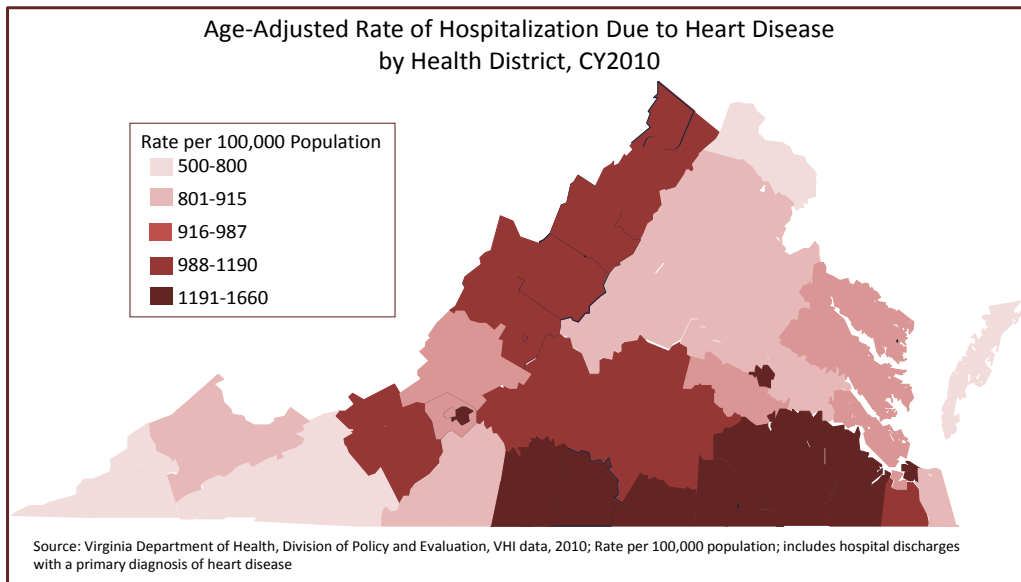 Age-Adjusted Rate of Hospitalization Due to Heart Disease
by Health District, CY2010
Rate per 100,000 Population
500-800
801-915
916-987
988-1190
1191-1660
Source: Virginia Department of Health, Division of Policy and Evaluation, VHI data, 2010; Rate per 100,000 population; includes hospital discharges
with a primary diagnosis of heart disease